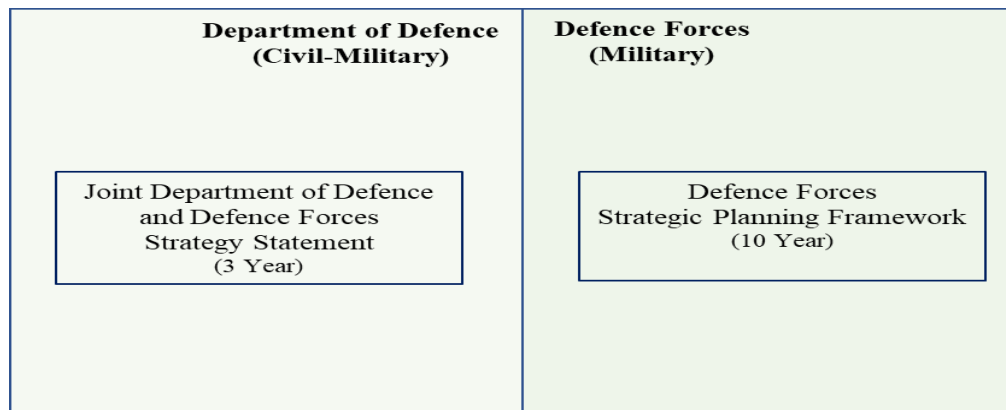 Department of Defence
(Civil-Military)
Defence Forces
(Military)
Joint Department of Defence
and Defence Forces
Strategy Statement
(3 Year)
Defence Forces
Strategic Planning Framework
(10 Year)